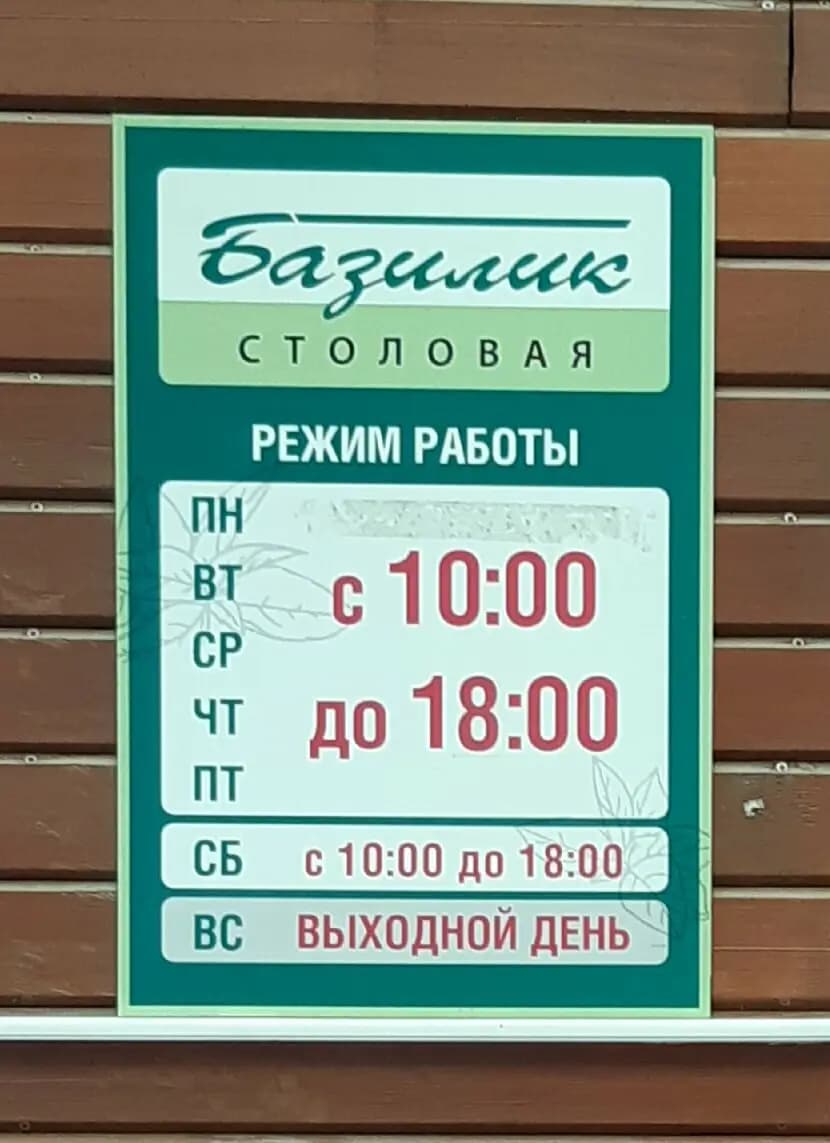 Базилик
СТОЛОВАЯ
РЕЖИМ РАБОТЫ
ПН
ВТ
с 10:00
СР
ЧТ
до 18:00
ПТ
СБ с 10:00 до 18:00
ВС ВЫХОДНОЙ ДЕНЬ